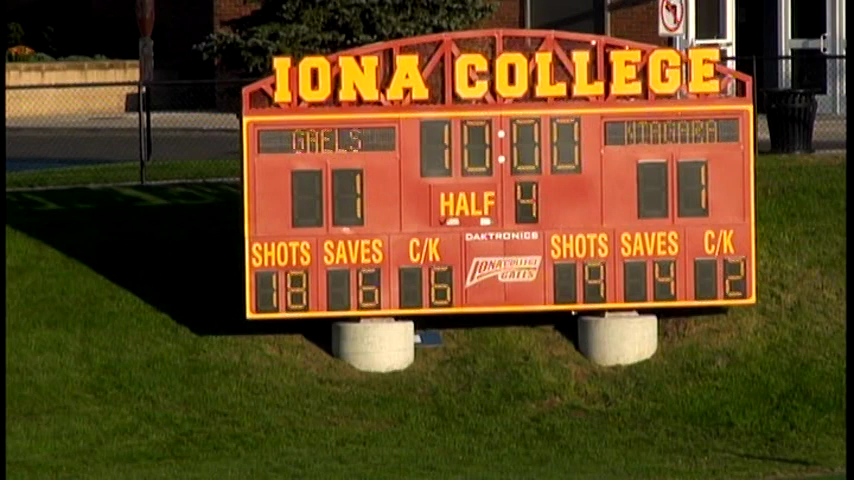 IONA COLLEGE
GAELS 10:00 NIAGARA
1 HALF 4 1
DAKTRONICS
SHOTS SAVES C/K IONA COLLEGE GAELS SHOTS SAVES C/K
18 6 6 9 4 2